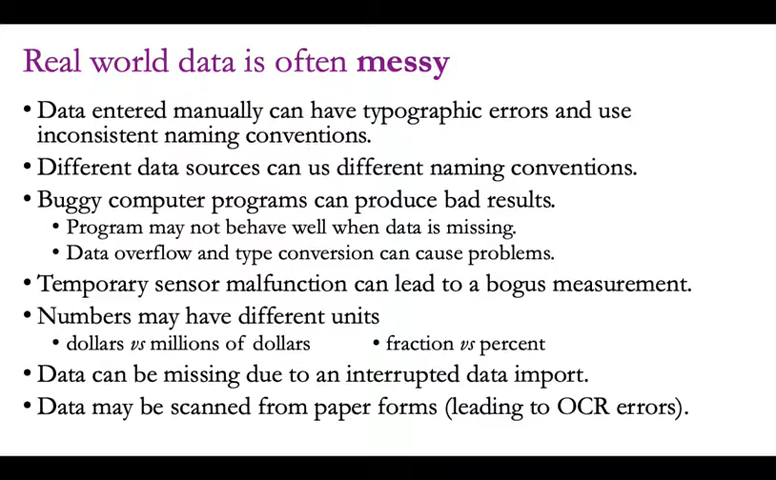 Real world data is often messy
• Data entered manually can have typographic errors and use
inconsistent naming conventions.
• Different data sources can us different naming conventions.
• Buggy computer programs can produce bad results.
• Program may not behave well when data is missing.
• Data overflow and type conversion can cause problems.
• Temporary sensor malfunction can lead to a bogus measurement.
• Numbers may have different units
• dollars vs millions of dollars • fraction vs percent
• Data can be missing due to an interrupted data import.
• Data may be scanned from paper forms (leading to OCR errors).